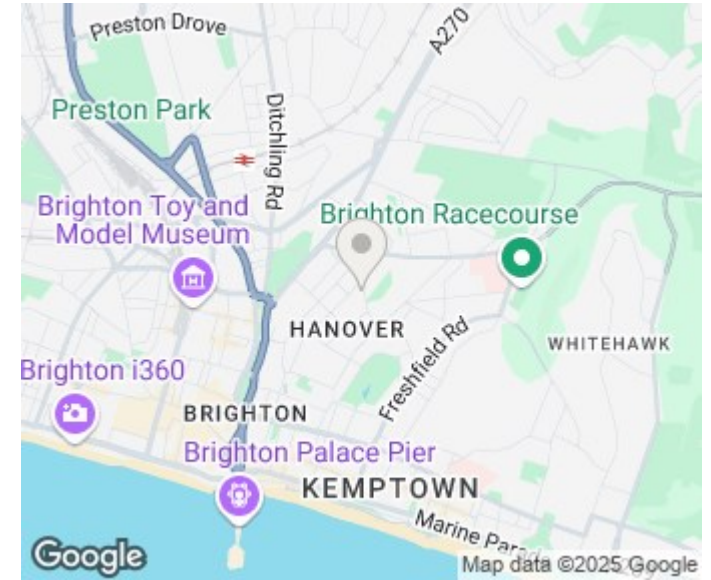 Preston Drove
A270
Preston Park
Ditchling Rd
Brighton Toy and
Model Museum
Brighton Racecourse
HANOVER
Freshfield Rd
WHITEHAWK
Brighton i360
BRIGHTON
Brighton Palace Pier
KEMPTOWN
Marine Parade
Google
Map data ©2025 Google